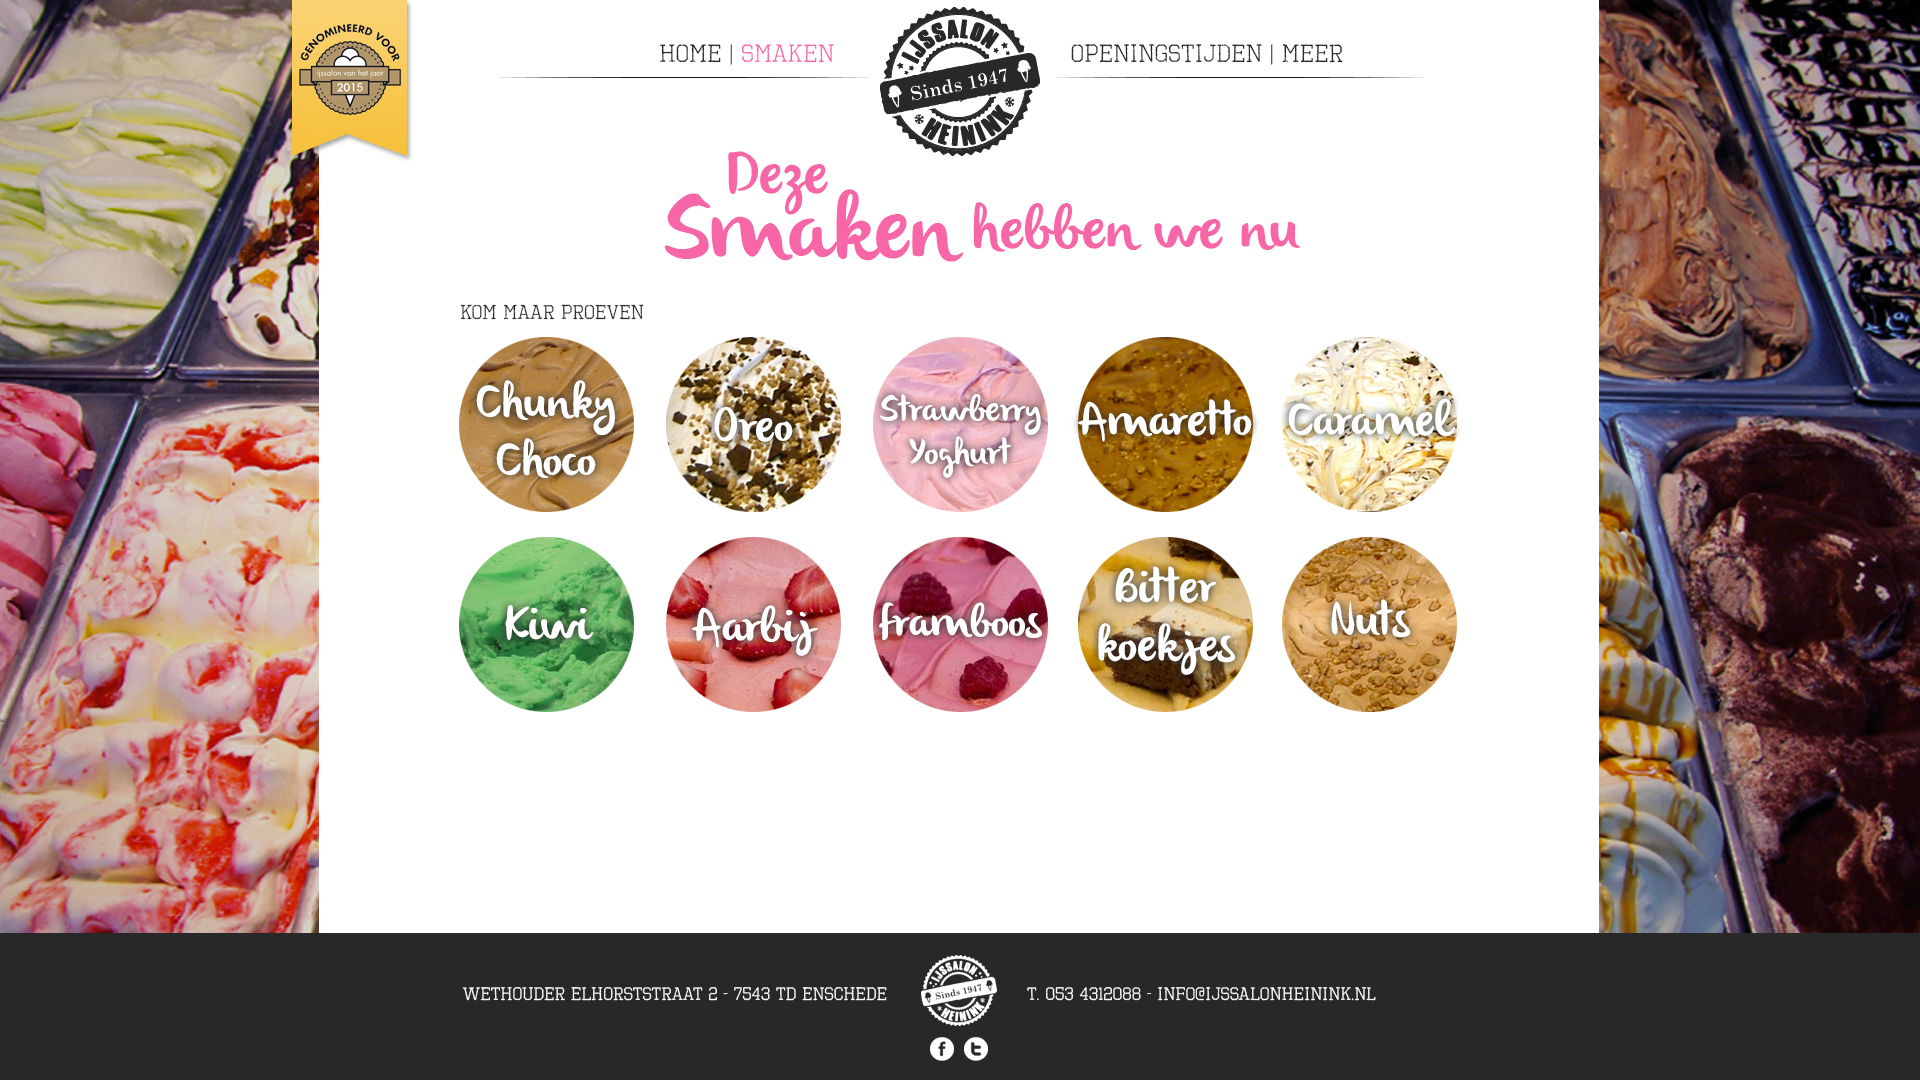 GENOMINEERD VOOR
ijssalon van het jaar
2015
HOME | SMAKEN
IJSSALON
Sinds 1947
HEININK
OPENINGSTIJDEN | MEER
Deze
Smaken hebben we nu
KOM MAAR PROEVEN
Chunky
Choco
Oreo
Strawberry
Yoghurt
Amaretto
Caramel
Kiwi
Aarbij
framboos
Bitter
koekjes
Nuts
WETHOUDER ELHORSTSTRAAT 2 - 7543 TD ENSCHEDE
IJSSALON
Sinds 1947
HEININK
T. 053 4312088 - INFO@IJSSALONHEININK.NL